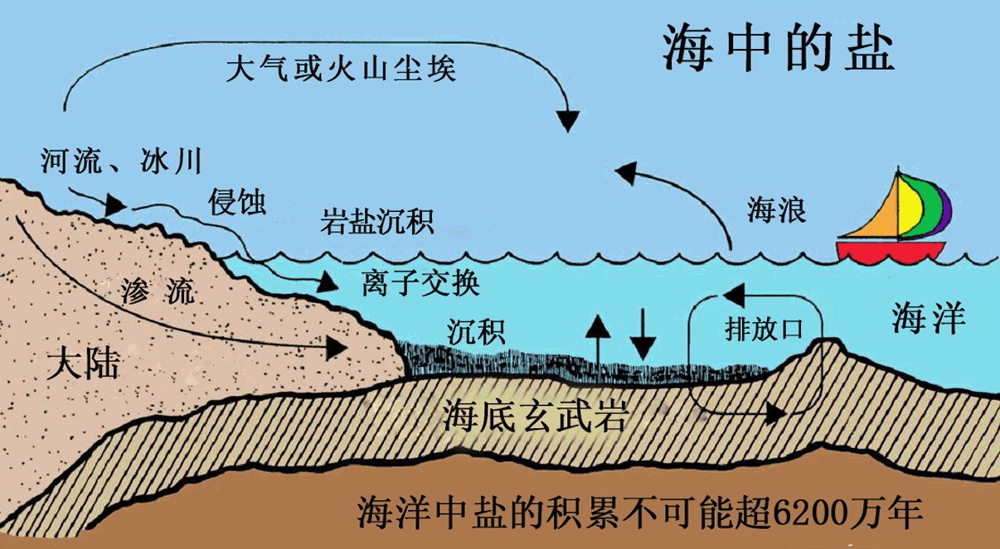 海中的盐
大气或火山尘埃
河流、冰川
侵蚀
岩盐沉积
海浪
渗 流
离子交换
沉积
排放口
海洋
大陆
海底玄武岩
海洋中盐的积累不可能超6200万年